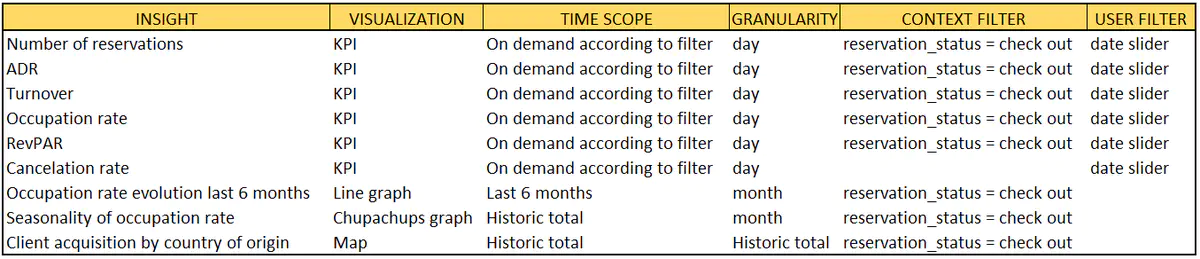 INSIGHT VISUALIZATION TIME SCOPE GRANULARITY CONTEXT FILTER USER FILTER
Number of reservations KPI On demand according to filter day reservation_status = check out date slider
ADR KPI On demand according to filter day reservation_status = check out date slider
Turnover KPI On demand according to filter day reservation_status = check out date slider
Occupation rate KPI On demand according to filter day reservation_status = check out date slider
RevPAR KPI On demand according to filter day reservation_status = check out date slider
Cancelation rate KPI On demand according to filter day date slider
Occupation rate evolution last 6 months Line graph Last 6 months month reservation_status = check out
Seasonality of occupation rate Chupachups graph Historic total month reservation_status = check out
Client acquisition by country of origin Map Historic total Historic total reservation_status = check out